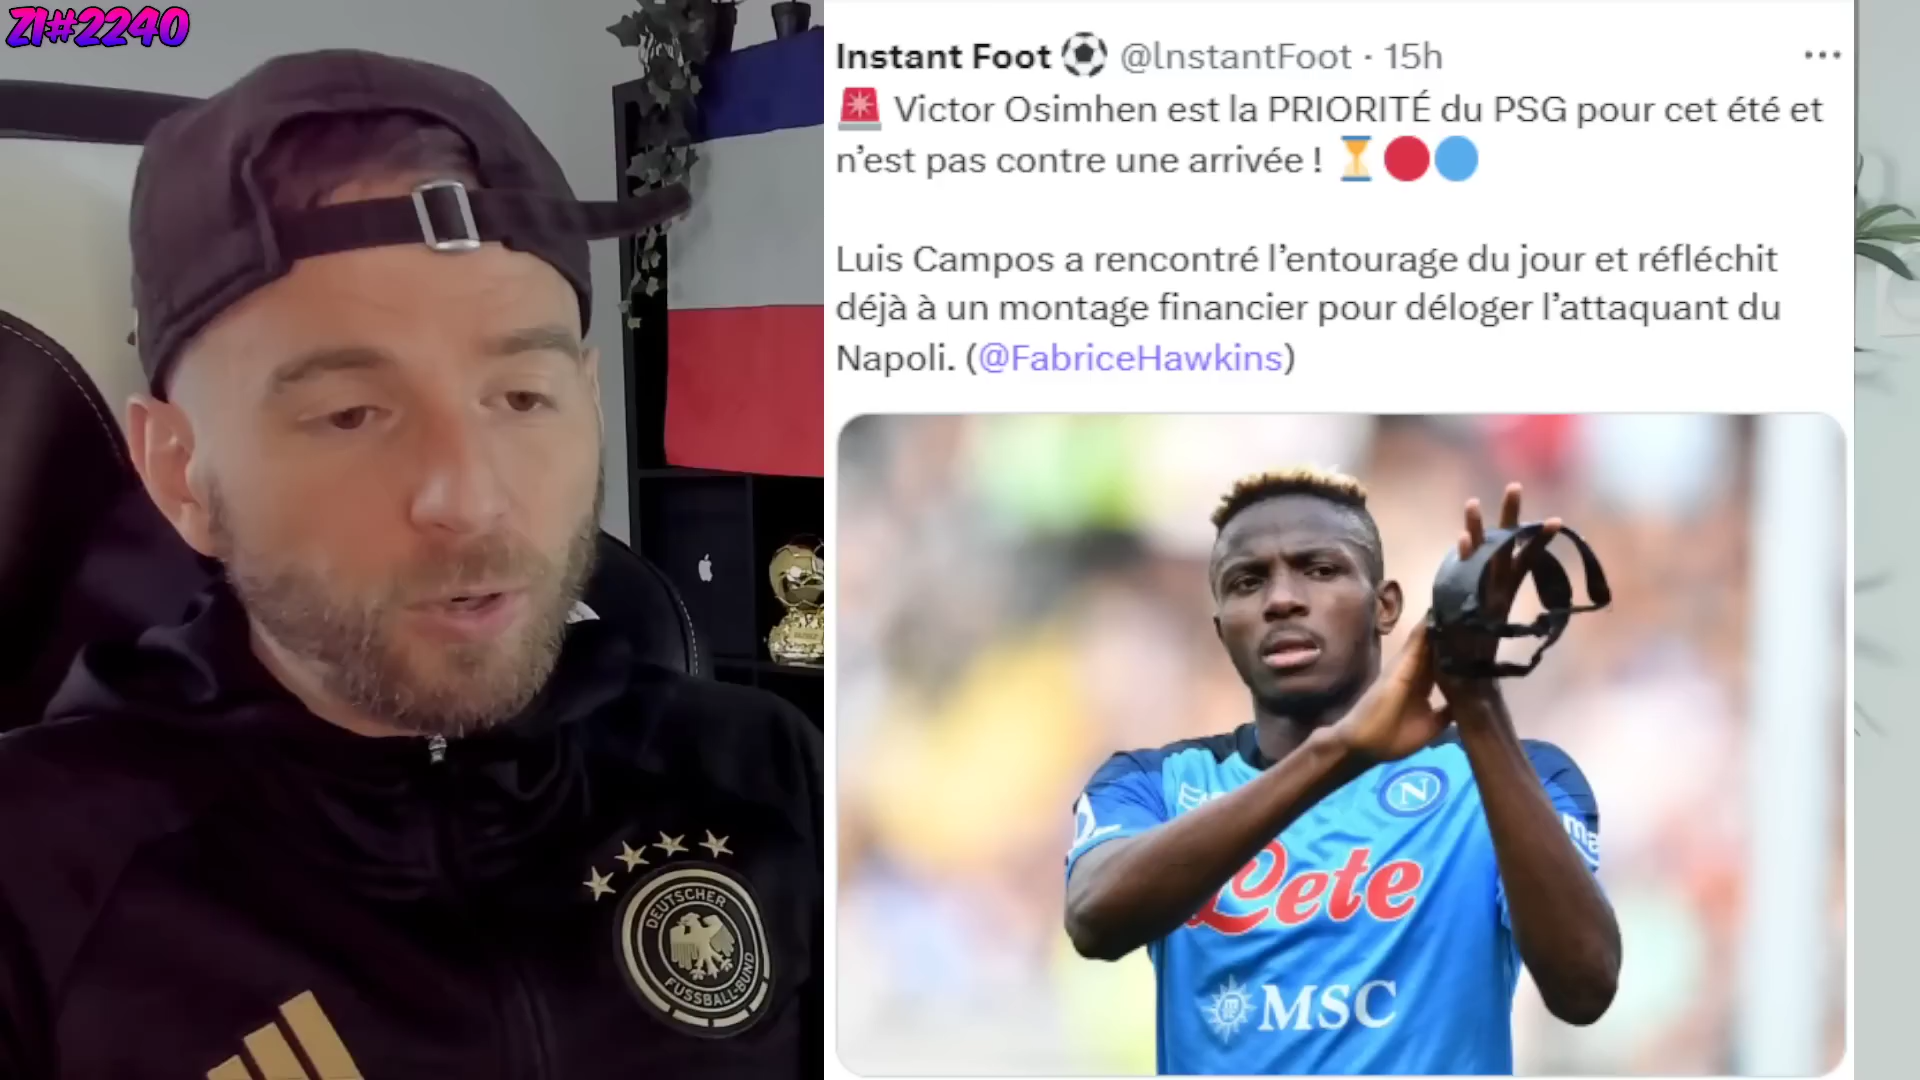 ZI#2240
Instant Foot ⚽ @lnstantFoot · 15h
🚨 Victor Osimhen est la PRIORITÉ du PSG pour cet été et
n’est pas contre une arrivée ! ⏳🔴🔵
Luis Campos a rencontré l’entourage du jour et réfléchit
déjà à un montage financier pour déloger l’attaquant du
Napoli. (@FabriceHawkins)
N
Lete
MSC
DEUTSCHER
FUSSBALL-BUND